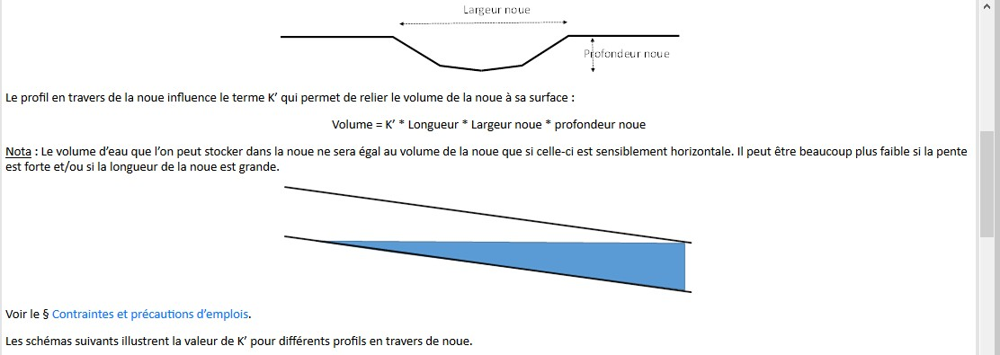 Largeur noue
Profondeur noue
Le profil en travers de la noue influence le terme K’ qui permet de relier le volume de la noue à sa surface :
Volume = K’ * Longueur * Largeur noue * profondeur noue
Nota : Le volume d’eau que l’on peut stocker dans la noue ne sera égal au volume de la noue que si celle-ci est sensiblement horizontale. Il peut être beaucoup plus faible si la pente
est forte et/ou si la longueur de la noue est grande.
Voir le § Contraintes et précautions d’emplois.
Les schémas suivants illustrent la valeur de K’ pour différents profils en travers de noue.